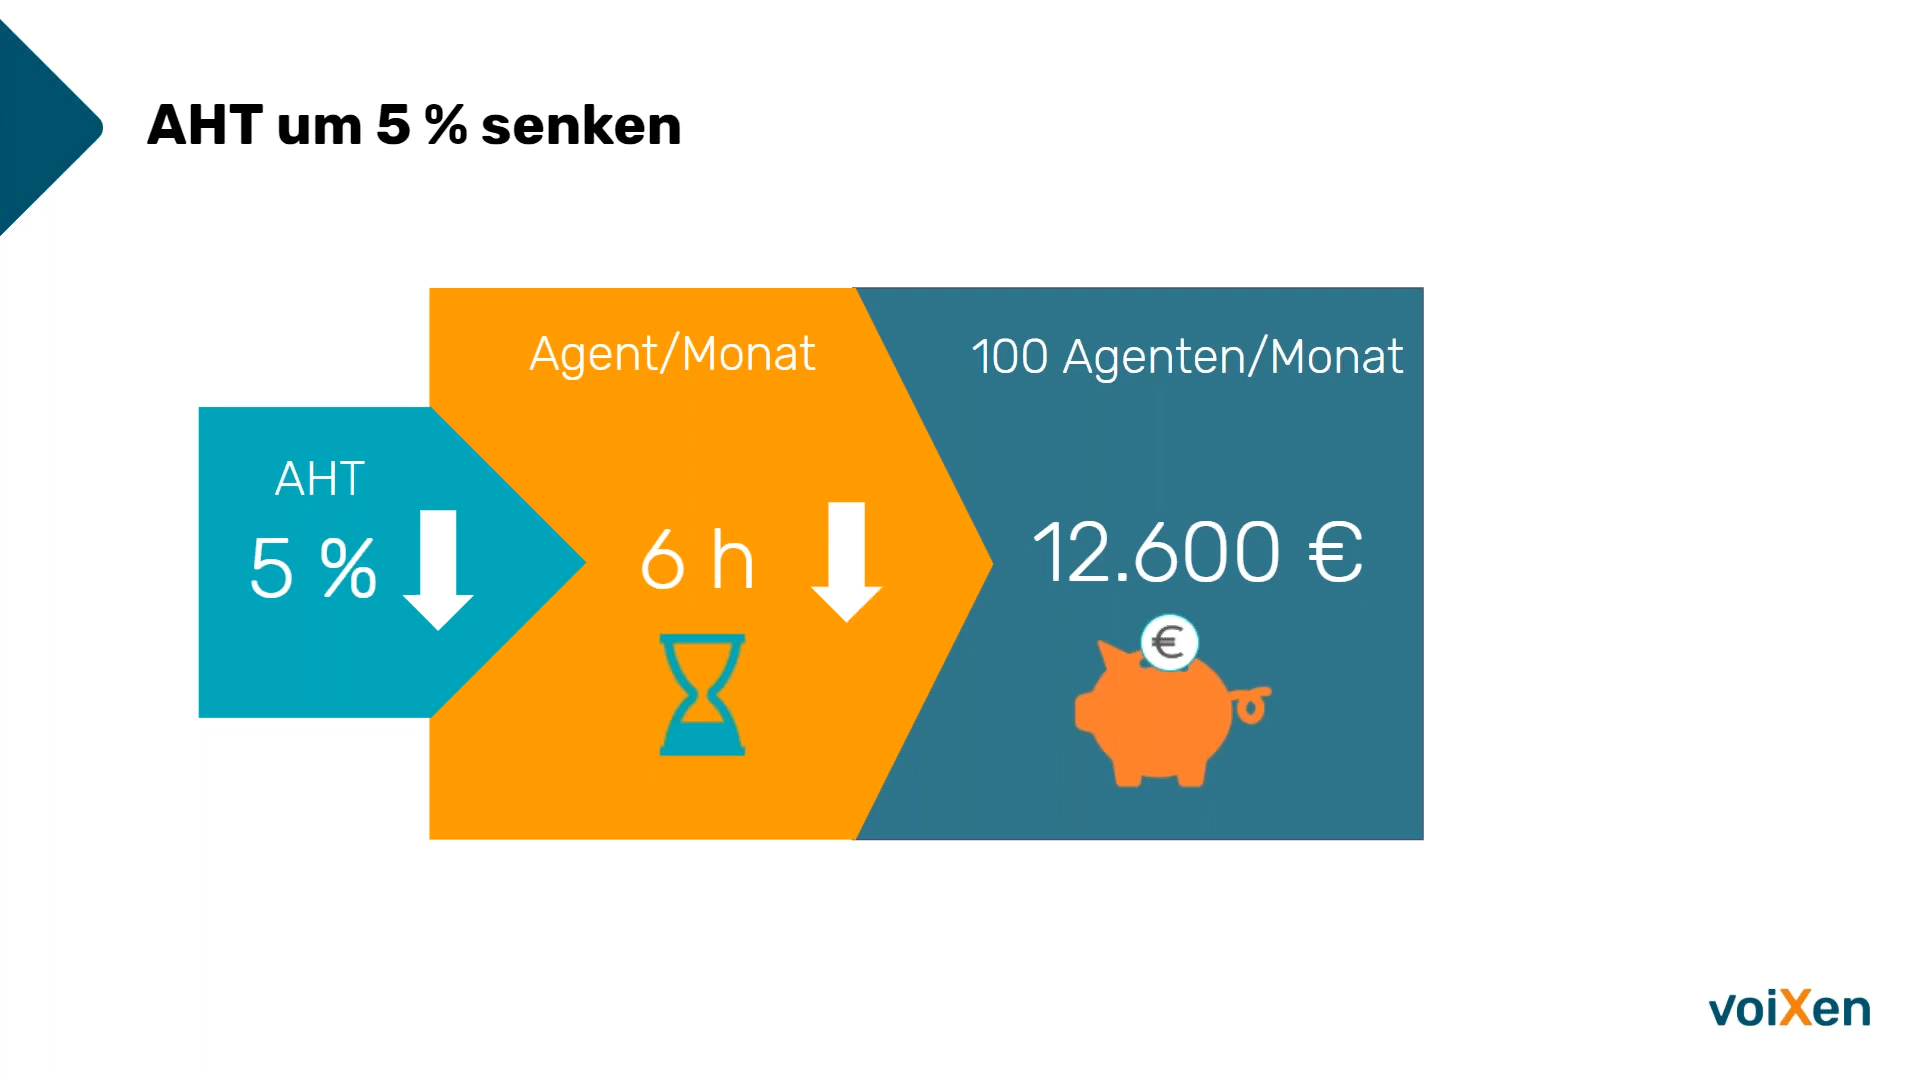 AHT um 5 % senken
Agent/Monat
100 Agenten/Monat
AHT
5 %
6 h
12.600 €
€
voiXen